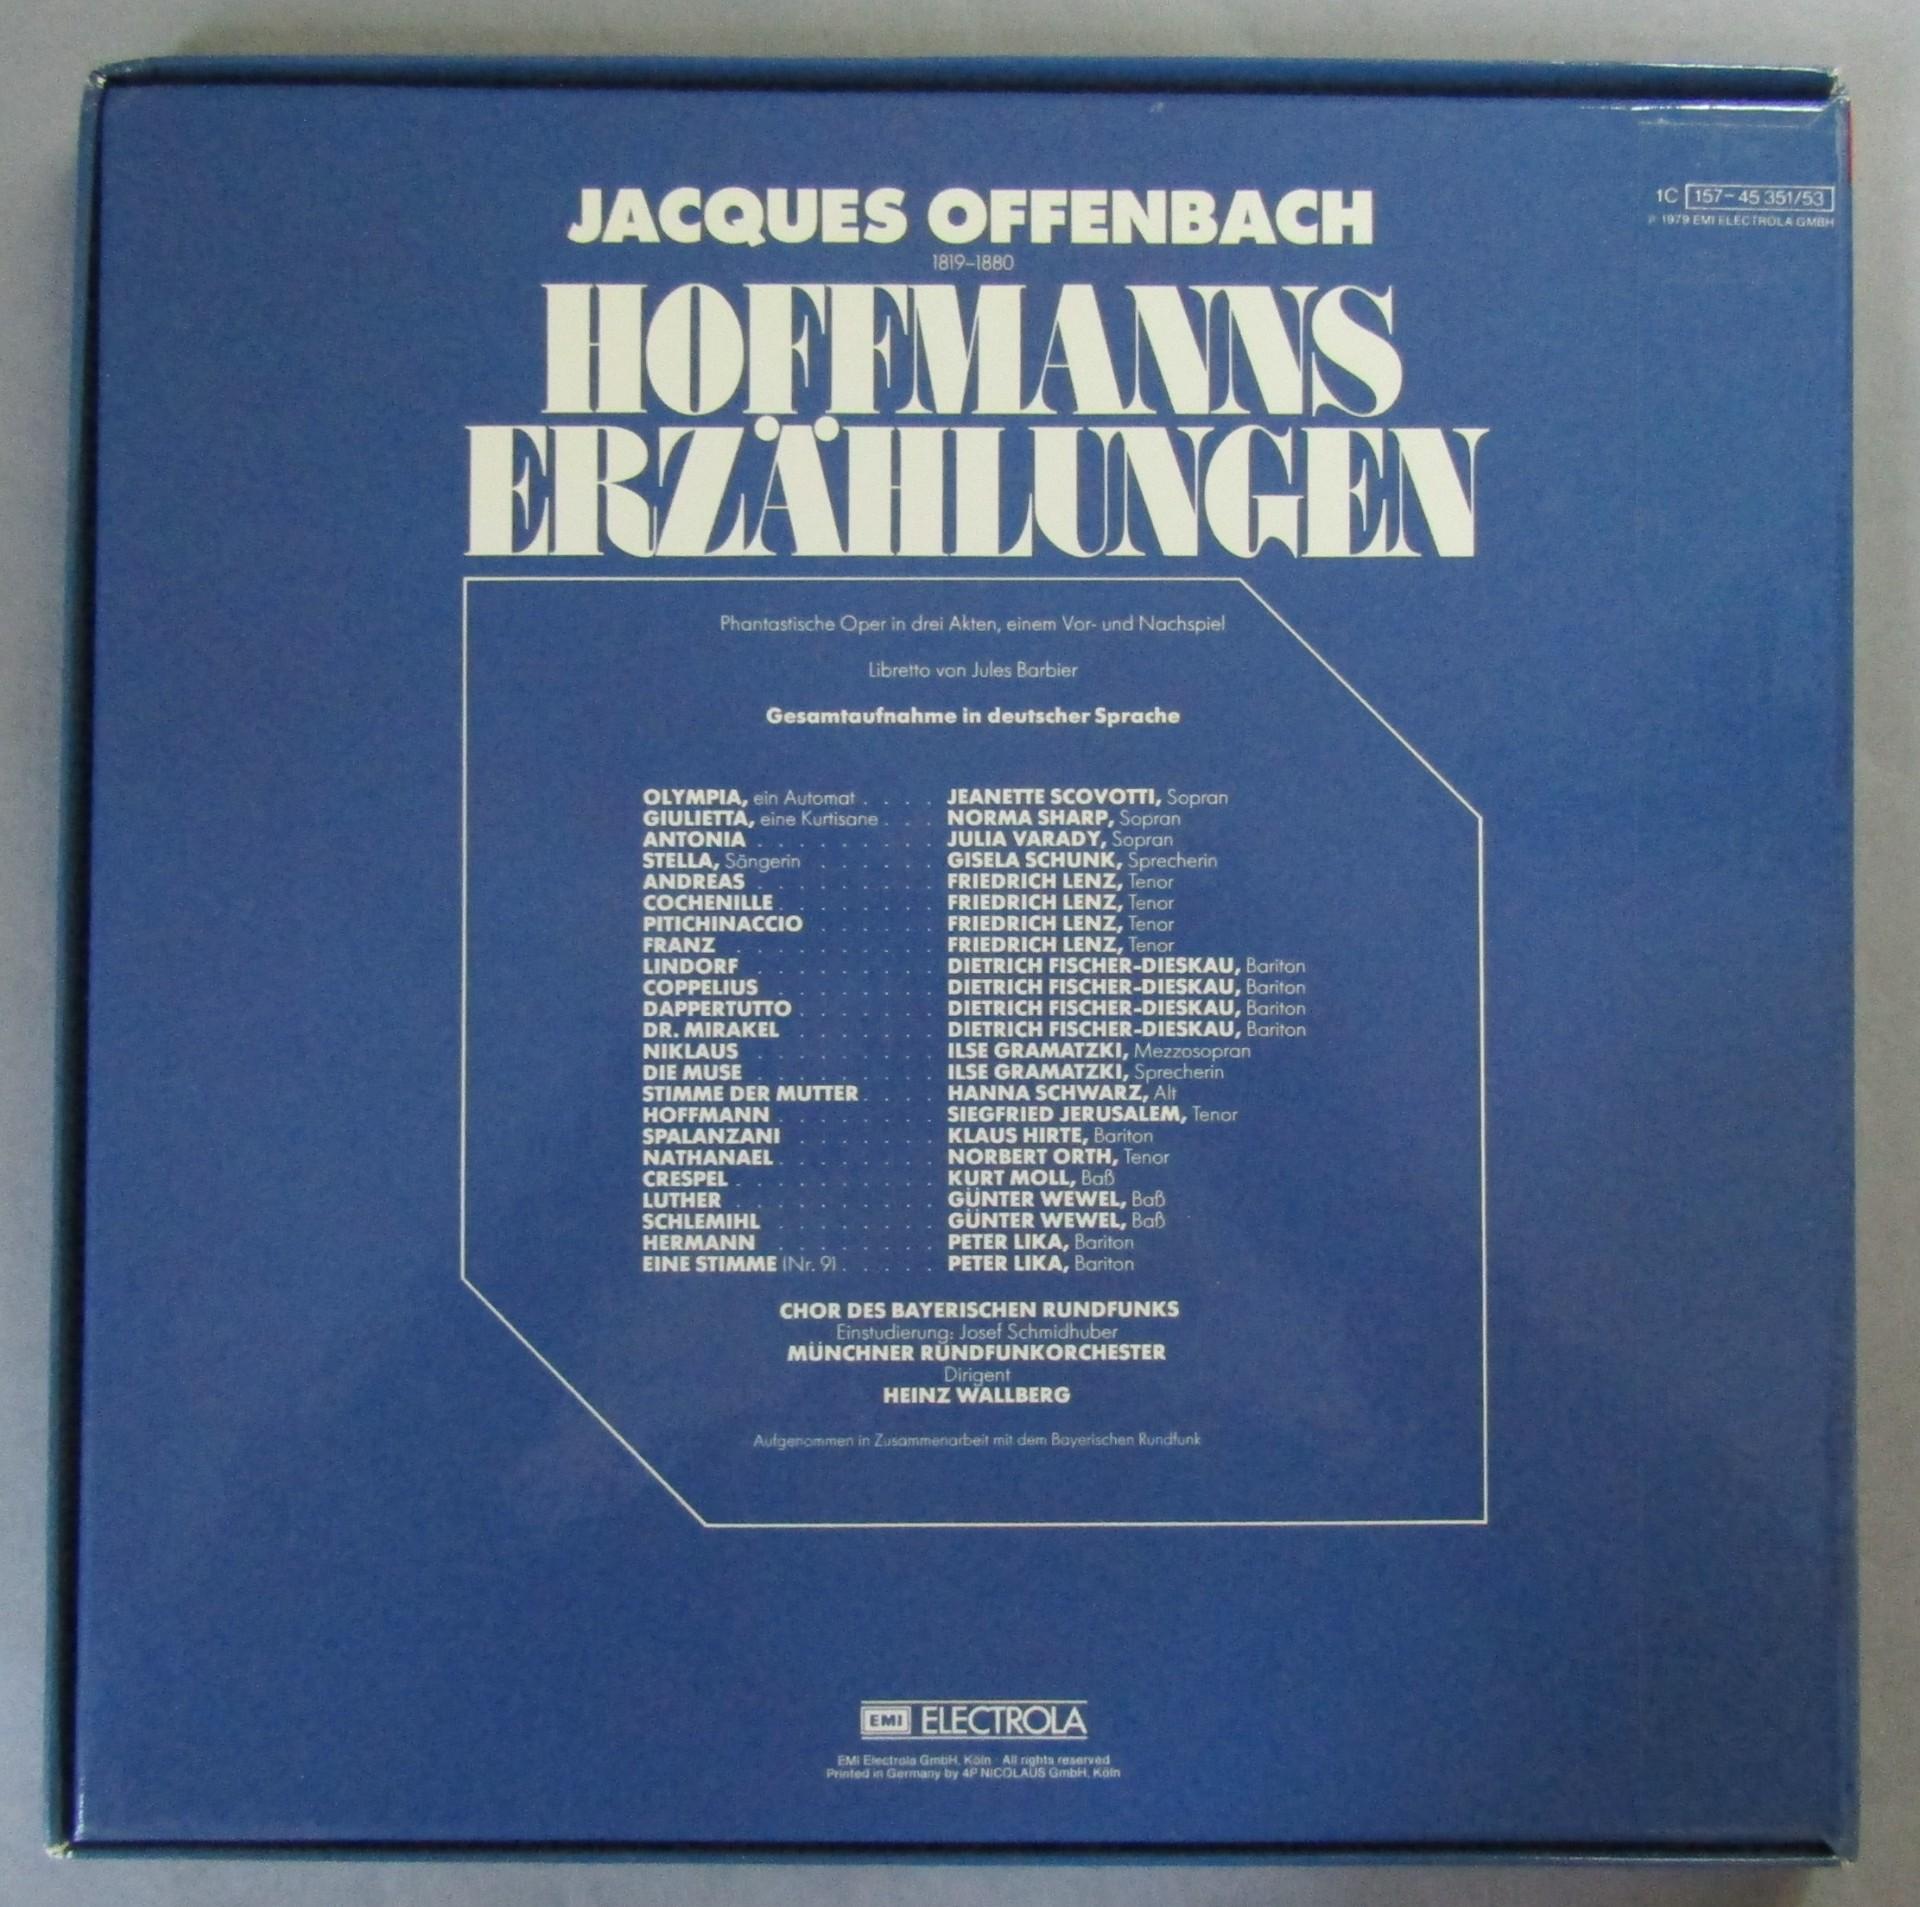 JACQUES OFFENBACH
1C 157-45 351/53
℗ 1979 EMI ELECTROLA GMBH
1819–1880
HOFFMANNS
ERZÄHLUNGEN
Phantastische Oper in drei Akten, einem Vor- und Nachspiel
Libretto von Jules Barbier
Gesamtaufnahme in deutscher Sprache
OLYMPIA, ein Automat . . . . JEANETTE SCOVOTTI, Sopran
GIULIETTA, eine Kurtisane . . . NORMA SHARP, Sopran
ANTONIA . . . . . . . . . JULIA VARADY, Sopran
STELLA, Sängerin . . . . . . GISELA SCHUNK, Sprecherin
ANDREAS . . . . . . . . . FRIEDRICH LENZ, Tenor
COCHENILLE . . . . . . . . FRIEDRICH LENZ, Tenor
PITICHINACCIO . . . . . . FRIEDRICH LENZ, Tenor
FRANZ . . . . . . . . . . FRIEDRICH LENZ, Tenor
LINDORF . . . . . . . . . DIETRICH FISCHER-DIESKAU, Bariton
COPPELIUS . . . . . . . . DIETRICH FISCHER-DIESKAU, Bariton
DAPPERTUTTO . . . . . . . DIETRICH FISCHER-DIESKAU, Bariton
DR. MIRAKEL . . . . . . . DIETRICH FISCHER-DIESKAU, Bariton
NIKLAUS . . . . . . . . . ILSE GRAMATZKI, Mezzosopran
DIE MUSE . . . . . . . . . ILSE GRAMATZKI, Sprecherin
STIMME DER MUTTER . . . . HANNA SCHWARZ, Alt
HOFFMANN . . . . . . . . SIEGFRIED JERUSALEM, Tenor
SPALANZANI . . . . . . . KLAUS HIRTE, Bariton
NATHANAEL . . . . . . . . NORBERT ORTH, Tenor
CRESPEL . . . . . . . . . . KURT MOLL, Baß
LUTHER . . . . . . . . . . GÜNTER WEWEL, Baß
SCHLEMIHL . . . . . . . . GÜNTER WEWEL, Baß
HERMANN . . . . . . . . PETER LIKA, Bariton
EINE STIMME (Nr. 9) . . . . . PETER LIKA, Bariton
CHOR DES BAYERISCHEN RUNDFUNKS
Einstudierung: Josef Schmidhuber
MÜNCHNER RUNDFUNKORCHESTER
Dirigent
HEINZ WALLBERG
Aufgenommen in Zusammenarbeit mit dem Bayerischen Rundfunk
EMI ELECTROLA
EMI Electrola GmbH, Köln · All rights reserved
Printed in Germany by 4P NICOLAUS GmbH, Köln